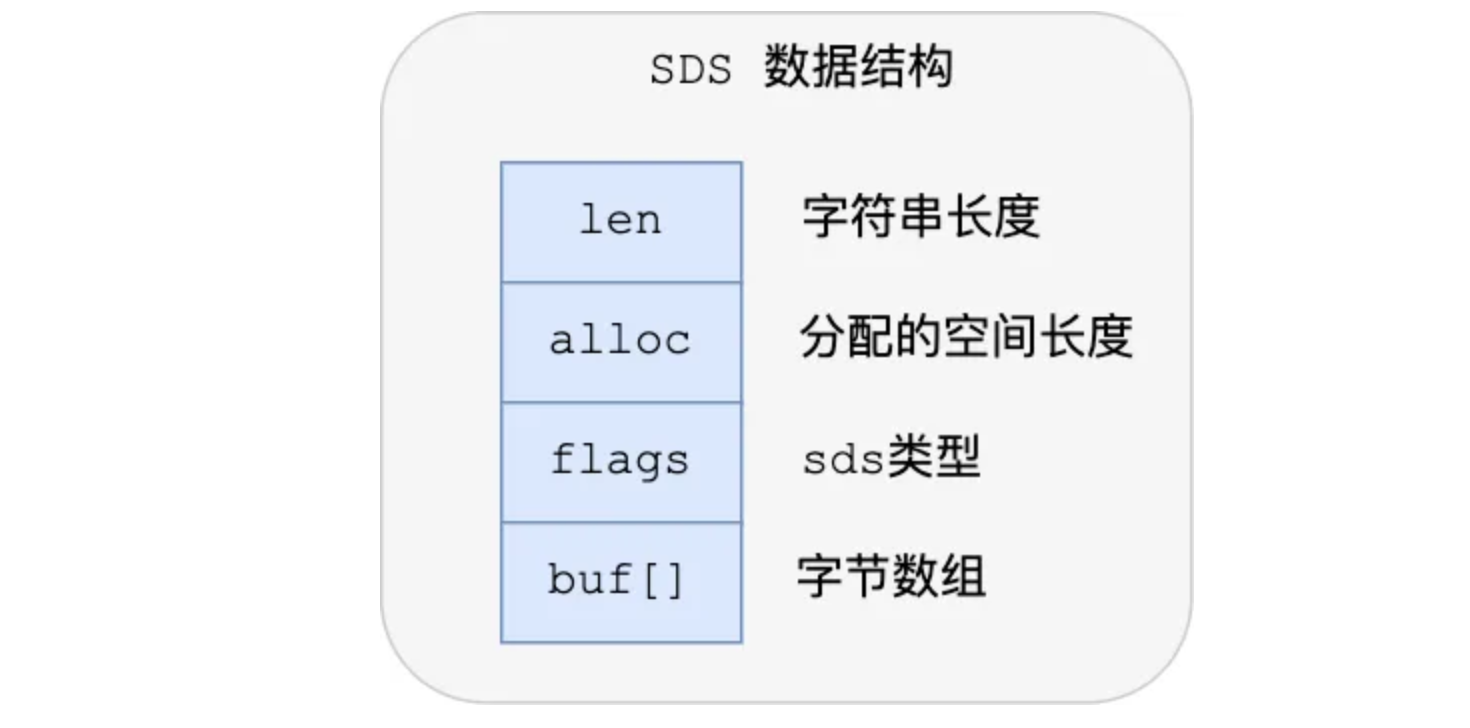 SDS 数据结构
len 字符串长度
alloc 分配的空间长度
flags sds类型
buf[] 字节数组